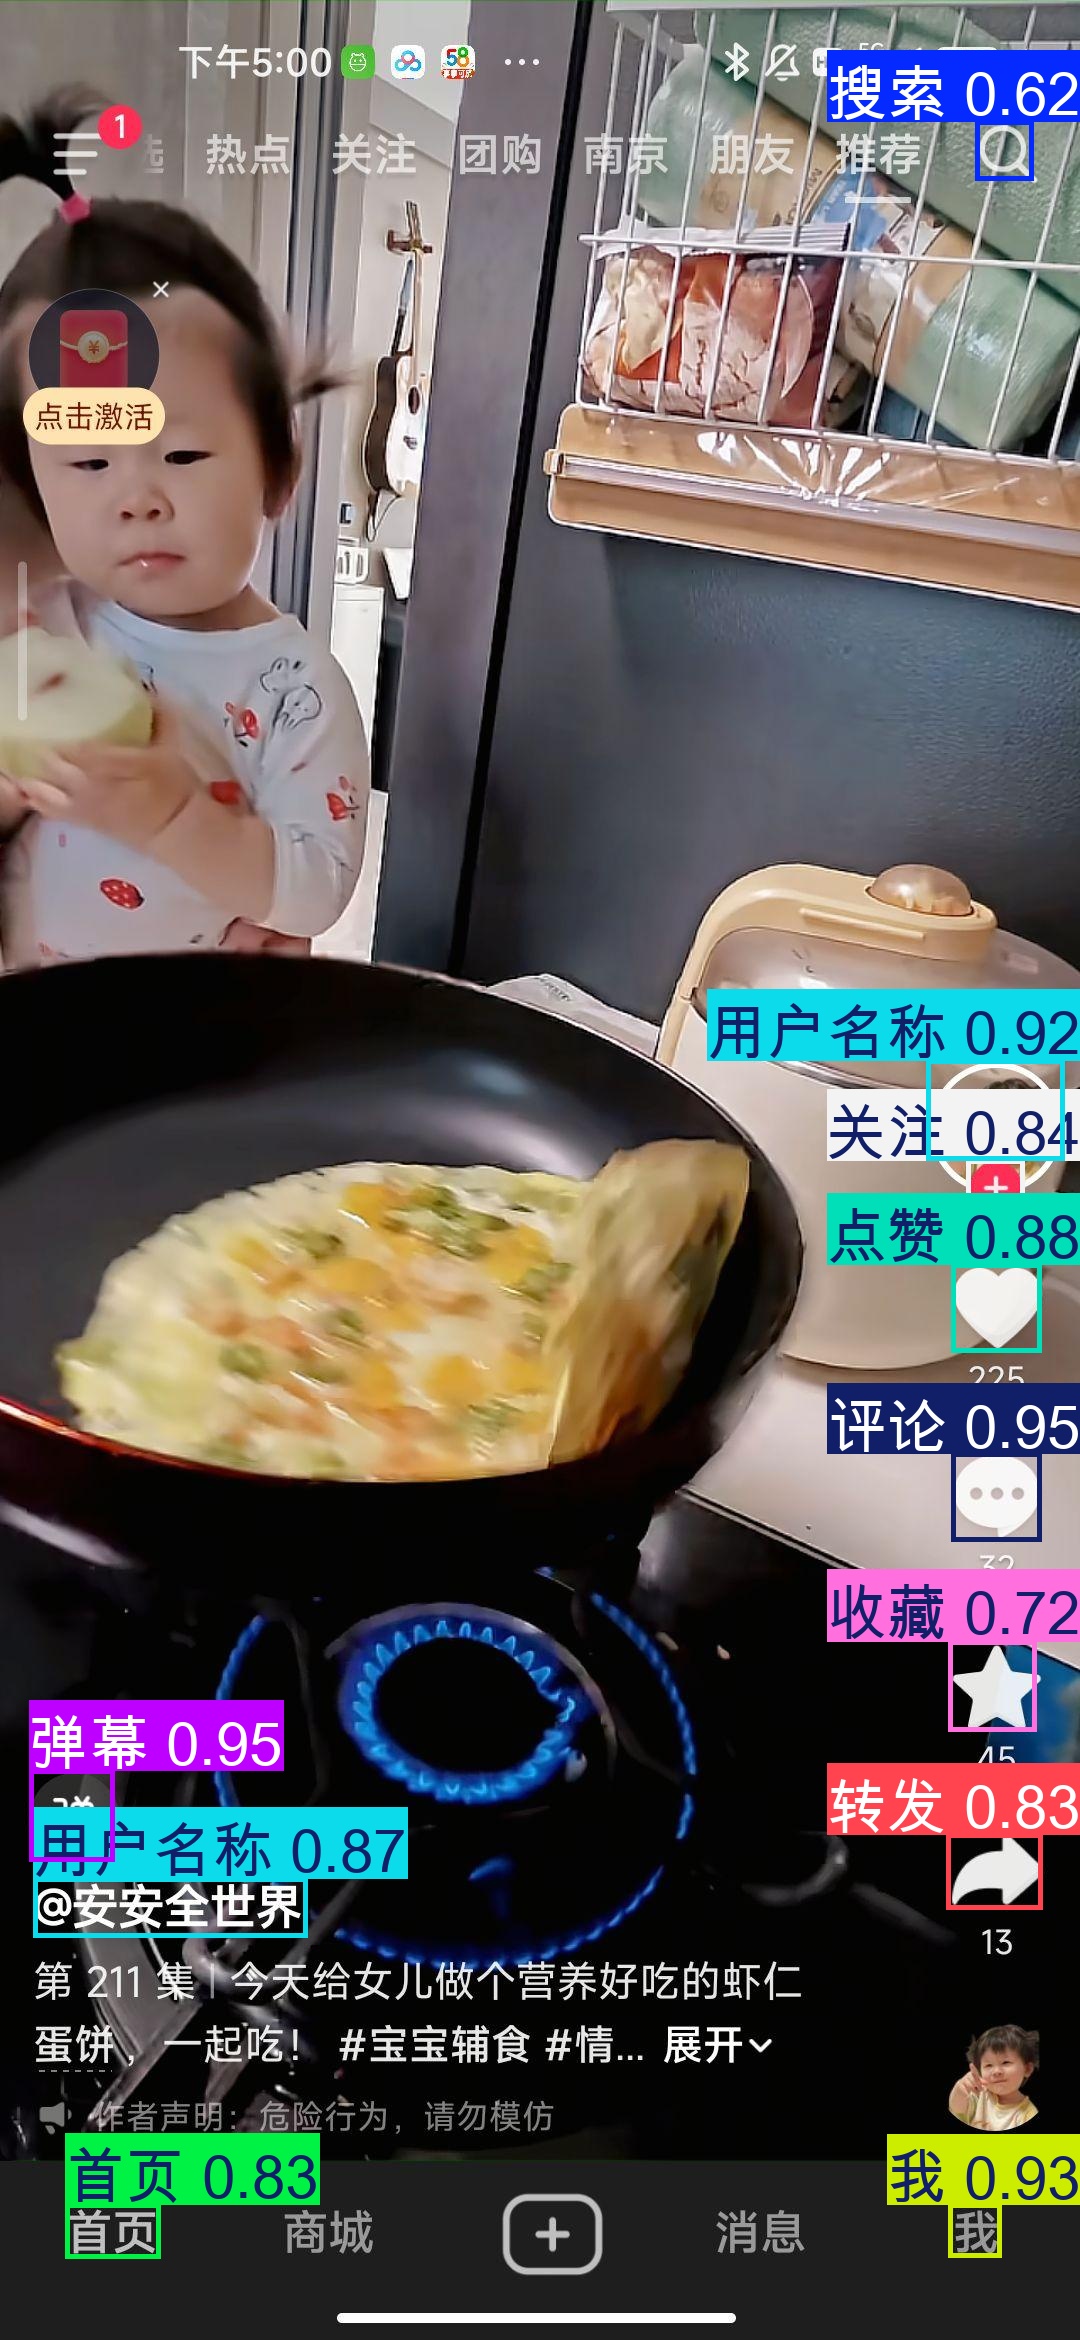 下午5:00
58
搜索 0.62
1
热点 关注 团购 南京 朋友 推荐
点击激活
用户名称 0.92
关注 0.84
点赞 0.88
225
评论 0.95
32
收藏 0.72
45
弹幕 0.95
转发 0.83
用户名称 0.87
@安安全世界
13
第 211 集 | 今天给女儿做个营养好吃的虾仁
蛋饼，一起吃！ #宝宝辅食 #情... 展开
作者声明：危险行为，请勿模仿
首页 0.83
我 0.93
首页 商城 消息 我